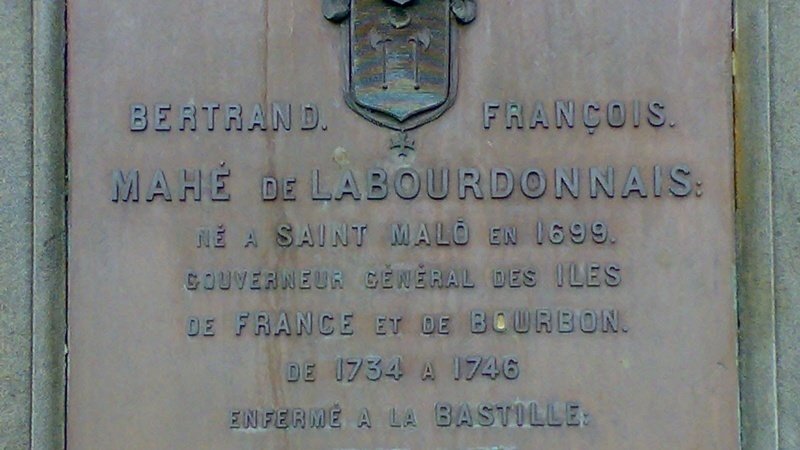 BERTRAND. FRANÇOIS.
MAHÉ DE LABOURDONNAIS:
NÉ A SAINT MALÔ EN 1699.
GOUVERNEUR GÉNÉRAL DES ILES
DE FRANCE ET DE BOURBON.
DE 1734 A 1746
ENFERMÉ A LA BASTILLE: